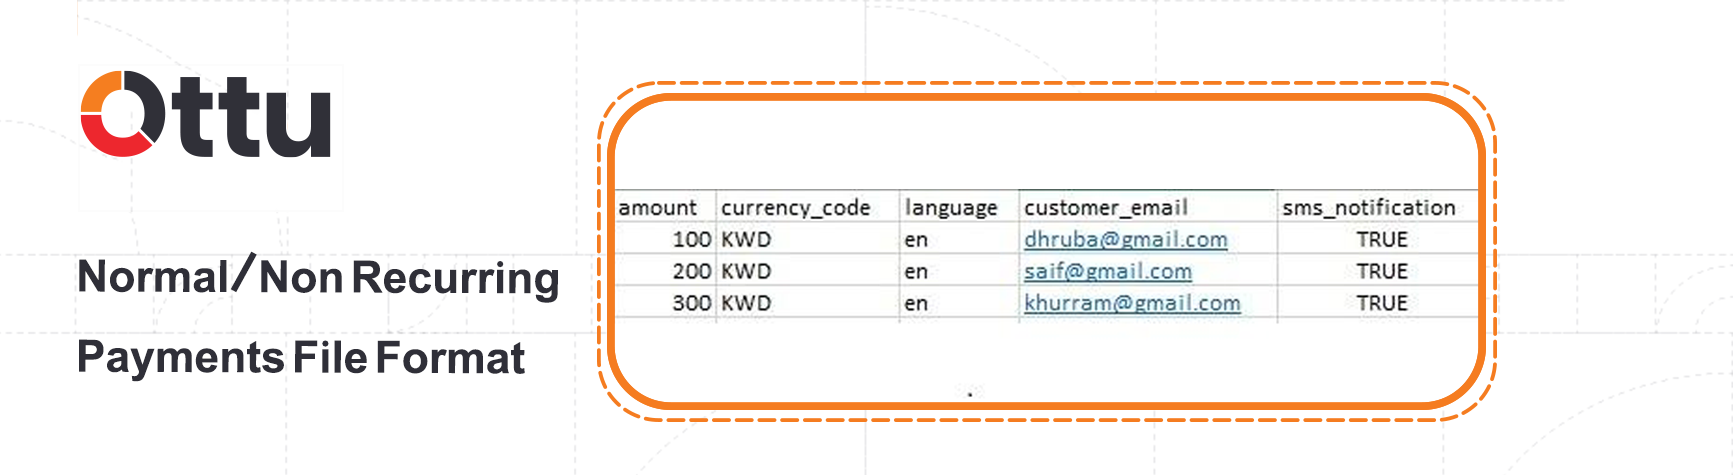 Ottu
Normal/Non Recurring
Payments File Format
amount currency_code language customer_email sms_notification
100 KWD en dhruba@gmail.com TRUE
200 KWD en saif@gmail.com TRUE
300 KWD en khurram@gmail.com TRUE